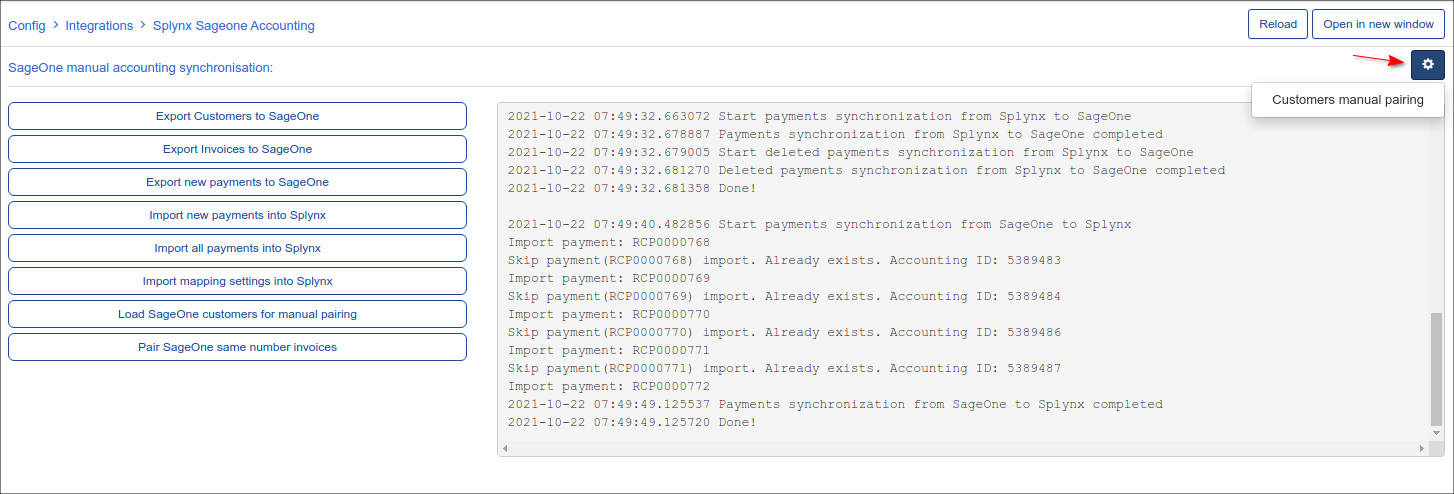 Config > Integrations > Splynx Sageone Accounting
Reload
Open in new window
SageOne manual accounting synchronisation:
Customers manual pairing
Export Customers to SageOne
Export Invoices to SageOne
Export new payments to SageOne
Import new payments into Splynx
Import all payments into Splynx
Import mapping settings into Splynx
Load SageOne customers for manual pairing
Pair SageOne same number invoices
2021-10-22 07:49:32.663072 Start payments synchronization from Splynx to SageOne
2021-10-22 07:49:32.678887 Payments synchronization from Splynx to SageOne completed
2021-10-22 07:49:32.679005 Start deleted payments synchronization from Splynx to SageOne
2021-10-22 07:49:32.681270 Deleted payments synchronization from Splynx to SageOne completed
2021-10-22 07:49:32.681358 Done!
2021-10-22 07:49:40.482856 Start payments synchronization from SageOne to Splynx
Import payment: RCP0000768
Skip payment(RCP0000768) import. Already exists. Accounting ID: 5389483
Import payment: RCP0000769
Skip payment(RCP0000769) import. Already exists. Accounting ID: 5389484
Import payment: RCP0000770
Skip payment(RCP0000770) import. Already exists. Accounting ID: 5389486
Import payment: RCP0000771
Skip payment(RCP0000771) import. Already exists. Accounting ID: 5389487
Import payment: RCP0000772
2021-10-22 07:49:49.125537 Payments synchronization from SageOne to Splynx completed
2021-10-22 07:49:49.125720 Done!